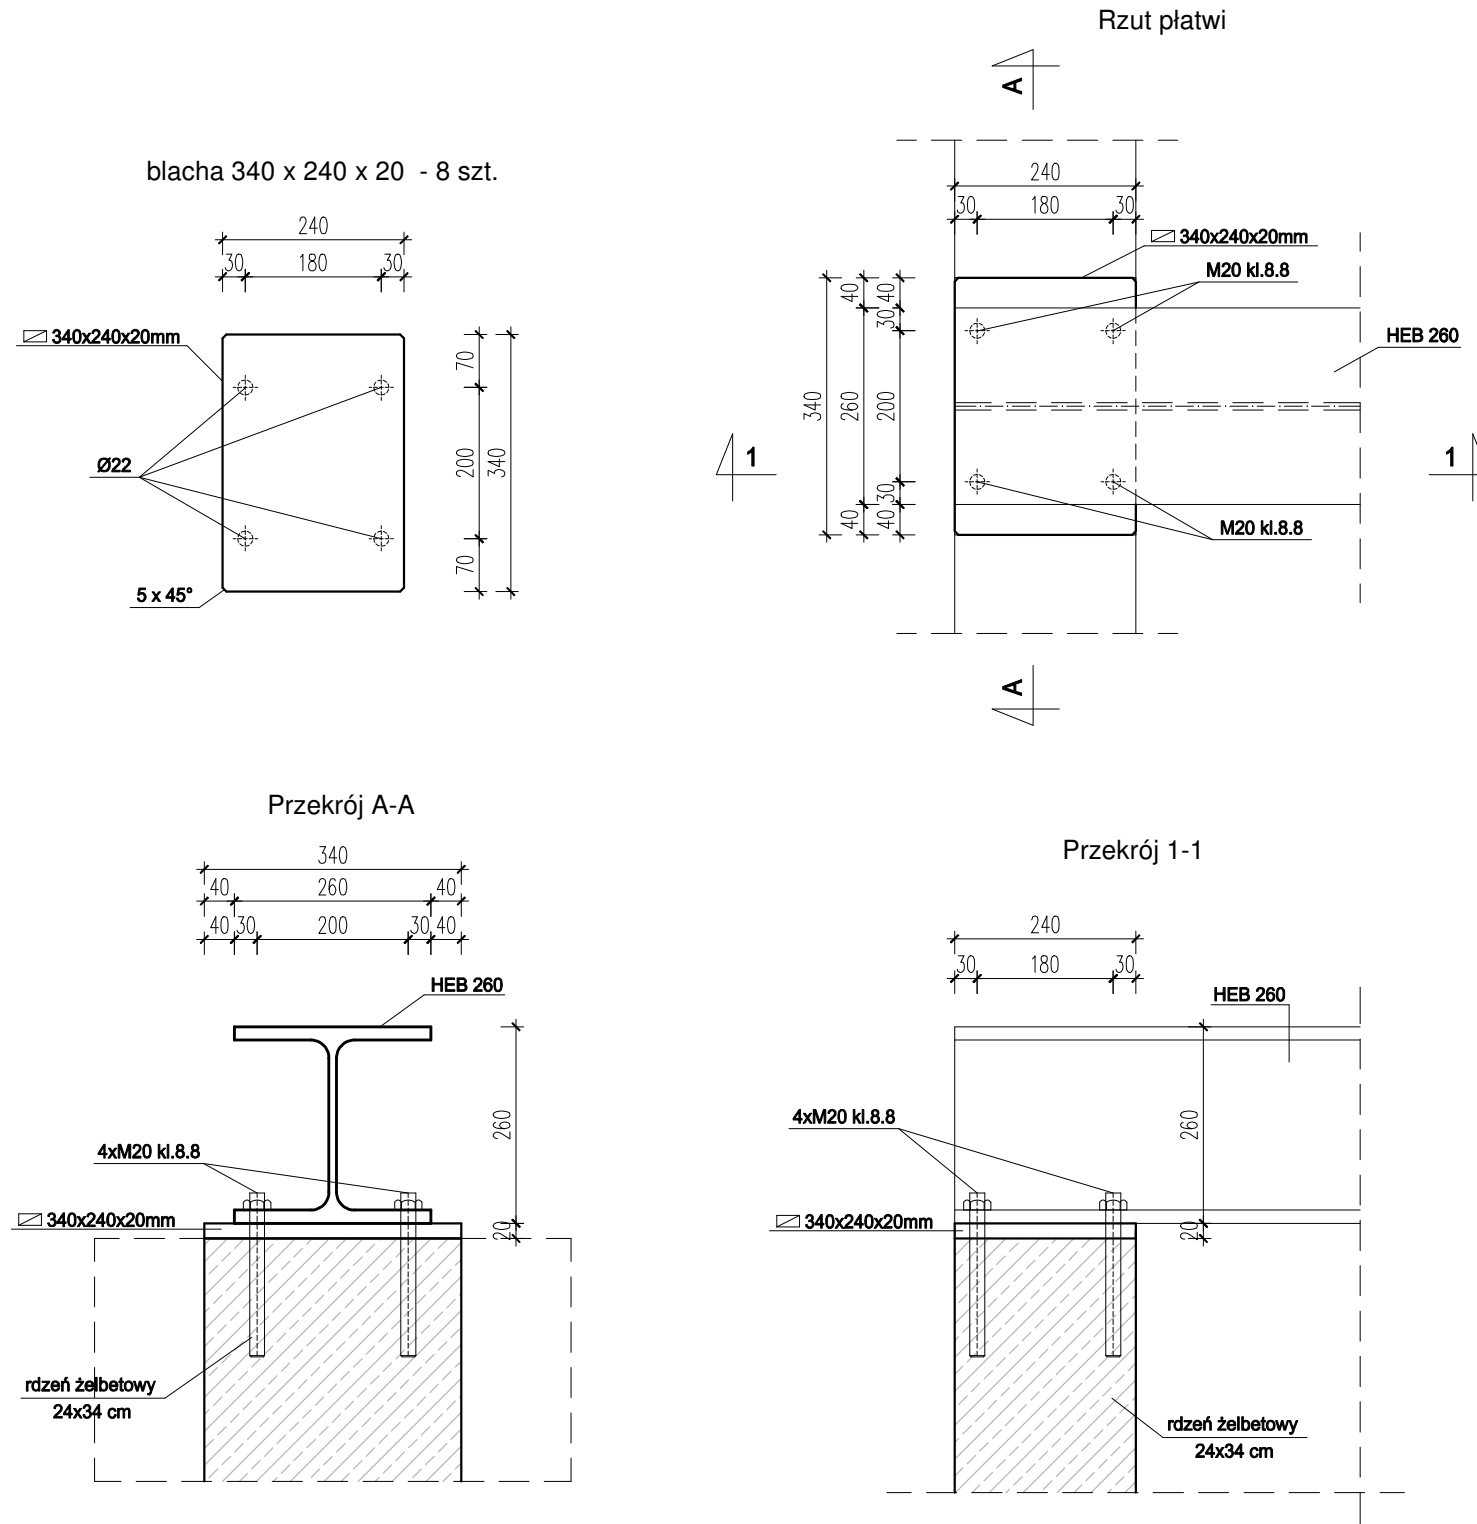 Rzut płatwi
A
blacha 340 x 240 x 20 - 8 szt.
240
30
180
30
340x240x20mm
70
200
340
70
Ø22
5 x 45°
240
30
180
30
340x240x20mm
M20 kl.8.8
HEB 260
40
40
30
340
260
200
30
40
40
1
1
M20 kl.8.8
A
Przekrój A-A
340
40
260
40
40
30
200
30
40
HEB 260
260
4xM20 kl.8.8
340x240x20mm
20
rdzeń żelbetowy
24x34 cm
Przekrój 1-1
240
30
180
30
HEB 260
4xM20 kl.8.8
260
340x240x20mm
20
rdzeń żelbetowy
24x34 cm